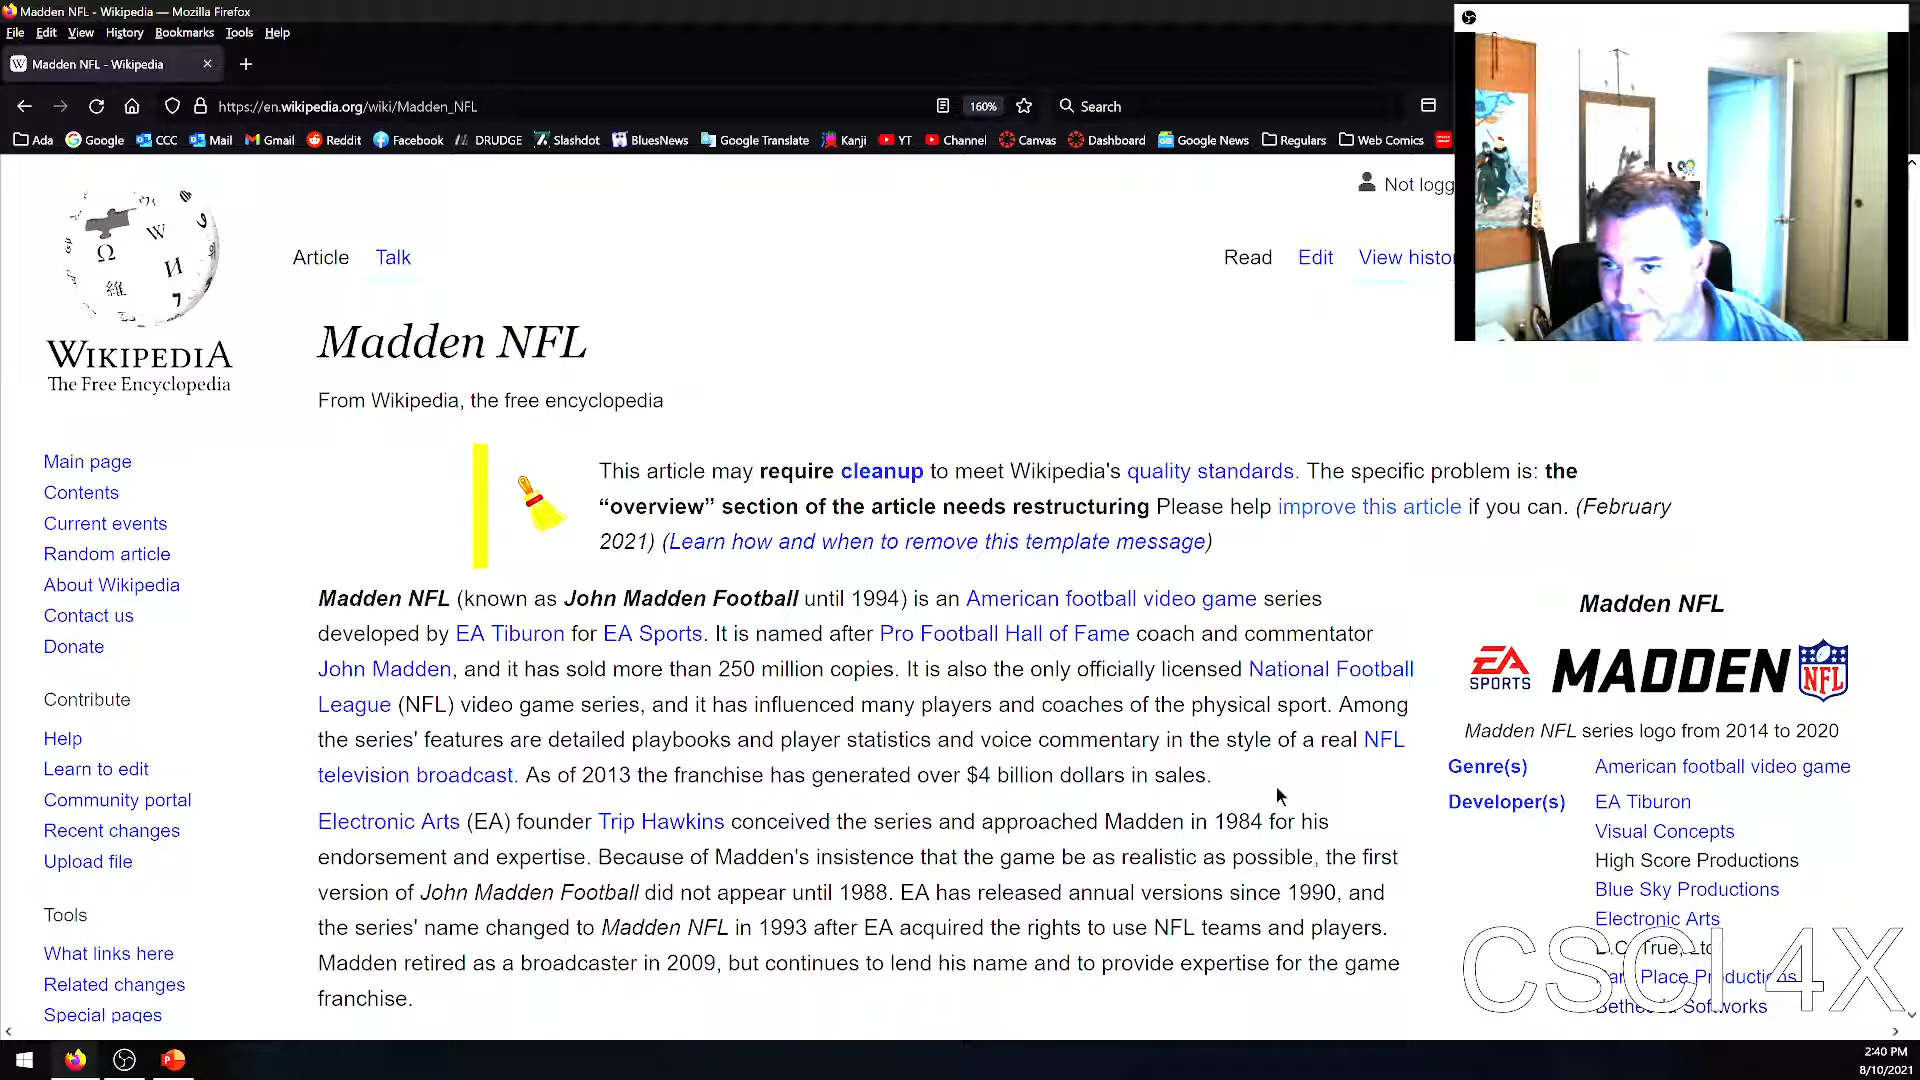 Madden NFL - Wikipedia — Mozilla Firefox
File Edit View History Bookmarks Tools Help
Madden NFL - Wikipedia
https://en.wikipedia.org/wiki/Madden_NFL 160% Search
Ada Google CCC Mail Gmail Reddit Facebook DRUDGE Slashdot BluesNews Google Translate Kanji YT Channel Canvas Dashboard Google News Regulars Web Comics
Not logg
Article Talk Read Edit View histo
WIKIPEDIA
The Free Encyclopedia
Madden NFL
From Wikipedia, the free encyclopedia
Main page
Contents
Current events
Random article
About Wikipedia
Contact us
Donate
Contribute
Help
Learn to edit
Community portal
Recent changes
Upload file
Tools
What links here
Related changes
Special pages
This article may require cleanup to meet Wikipedia's quality standards. The specific problem is: the
“overview” section of the article needs restructuring Please help improve this article if you can. (February
2021) (Learn how and when to remove this template message)
Madden NFL (known as John Madden Football until 1994) is an American football video game series
developed by EA Tiburon for EA Sports. It is named after Pro Football Hall of Fame coach and commentator
John Madden, and it has sold more than 250 million copies. It is also the only officially licensed National Football
League (NFL) video game series, and it has influenced many players and coaches of the physical sport. Among
the series' features are detailed playbooks and player statistics and voice commentary in the style of a real NFL
television broadcast. As of 2013 the franchise has generated over $4 billion dollars in sales.
Electronic Arts (EA) founder Trip Hawkins conceived the series and approached Madden in 1984 for his
endorsement and expertise. Because of Madden's insistence that the game be as realistic as possible, the first
version of John Madden Football did not appear until 1988. EA has released annual versions since 1990, and
the series' name changed to Madden NFL in 1993 after EA acquired the rights to use NFL teams and players.
Madden retired as a broadcaster in 2009, but continues to lend his name and to provide expertise for the game
franchise.
Madden NFL
EA SPORTS MADDEN NFL
Madden NFL series logo from 2014 to 2020
Genre(s) American football video game
Developer(s) EA Tiburon
Visual Concepts
High Score Productions
Blue Sky Productions
Electronic Arts
CSCI 4X
2:40 PM
8/10/2021